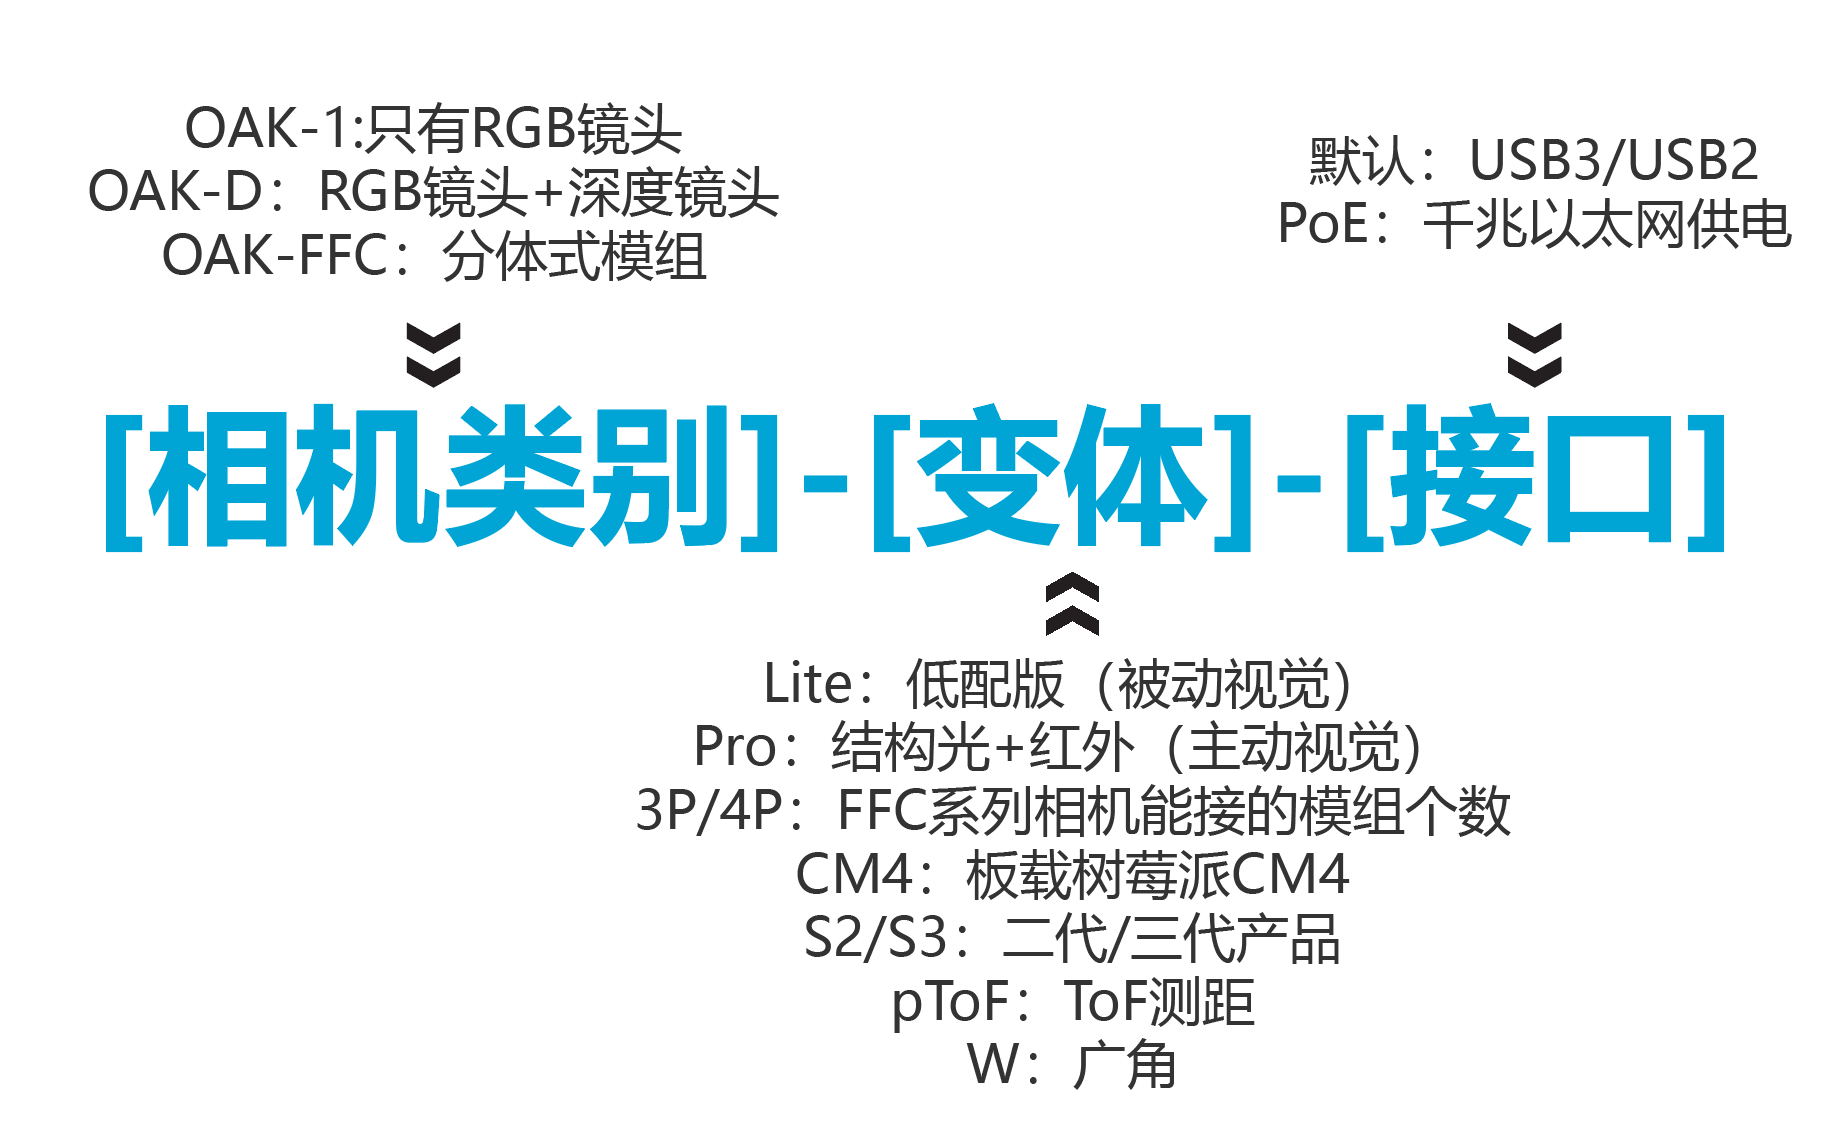 OAK-1:只有RGB镜头
OAK-D：RGB镜头+深度镜头
OAK-FFC：分体式模组
默认：USB3/USB2
PoE：千兆以太网供电
[相机类别]-[变体]-[接口]
Lite：低配版（被动视觉）
Pro：结构光+红外（主动视觉）
3P/4P：FFC系列相机能接的模组个数
CM4：板载树莓派CM4
S2/S3：二代/三代产品
pToF：ToF测距
W：广角